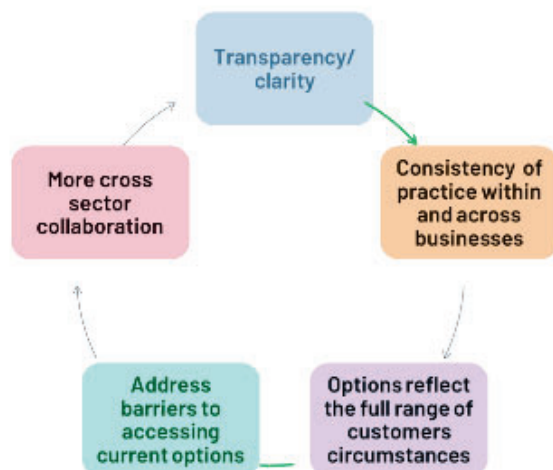 Transparency/
clarity
Consistency of
practice within
and across
businesses
Options reflect
the full range of
customers
circumstances
Address
barriers to
accessing
current options
More cross
sector
collaboration